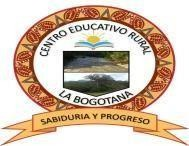 CENTRO EDUCATIVO RURAL
LA BOGOTANA
SABIDURIA Y PROGRESO